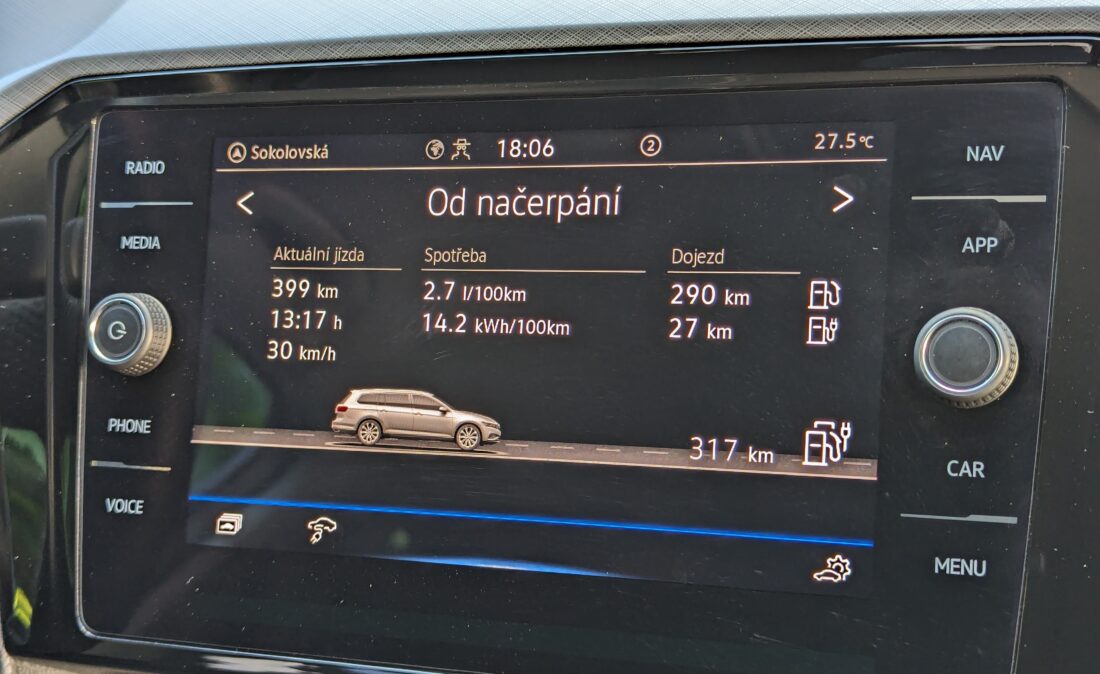 RADIO
MEDIA
PHONE
VOICE
Sokolovská 18:06 2 27.5°C
< Od načerpání >
Aktuální jízda Spotřeba Dojezd
399 km 2.7 l/100km 290 km
13:17 h 14.2 kWh/100km 27 km
30 km/h
317 km
NAV
APP
CAR
MENU